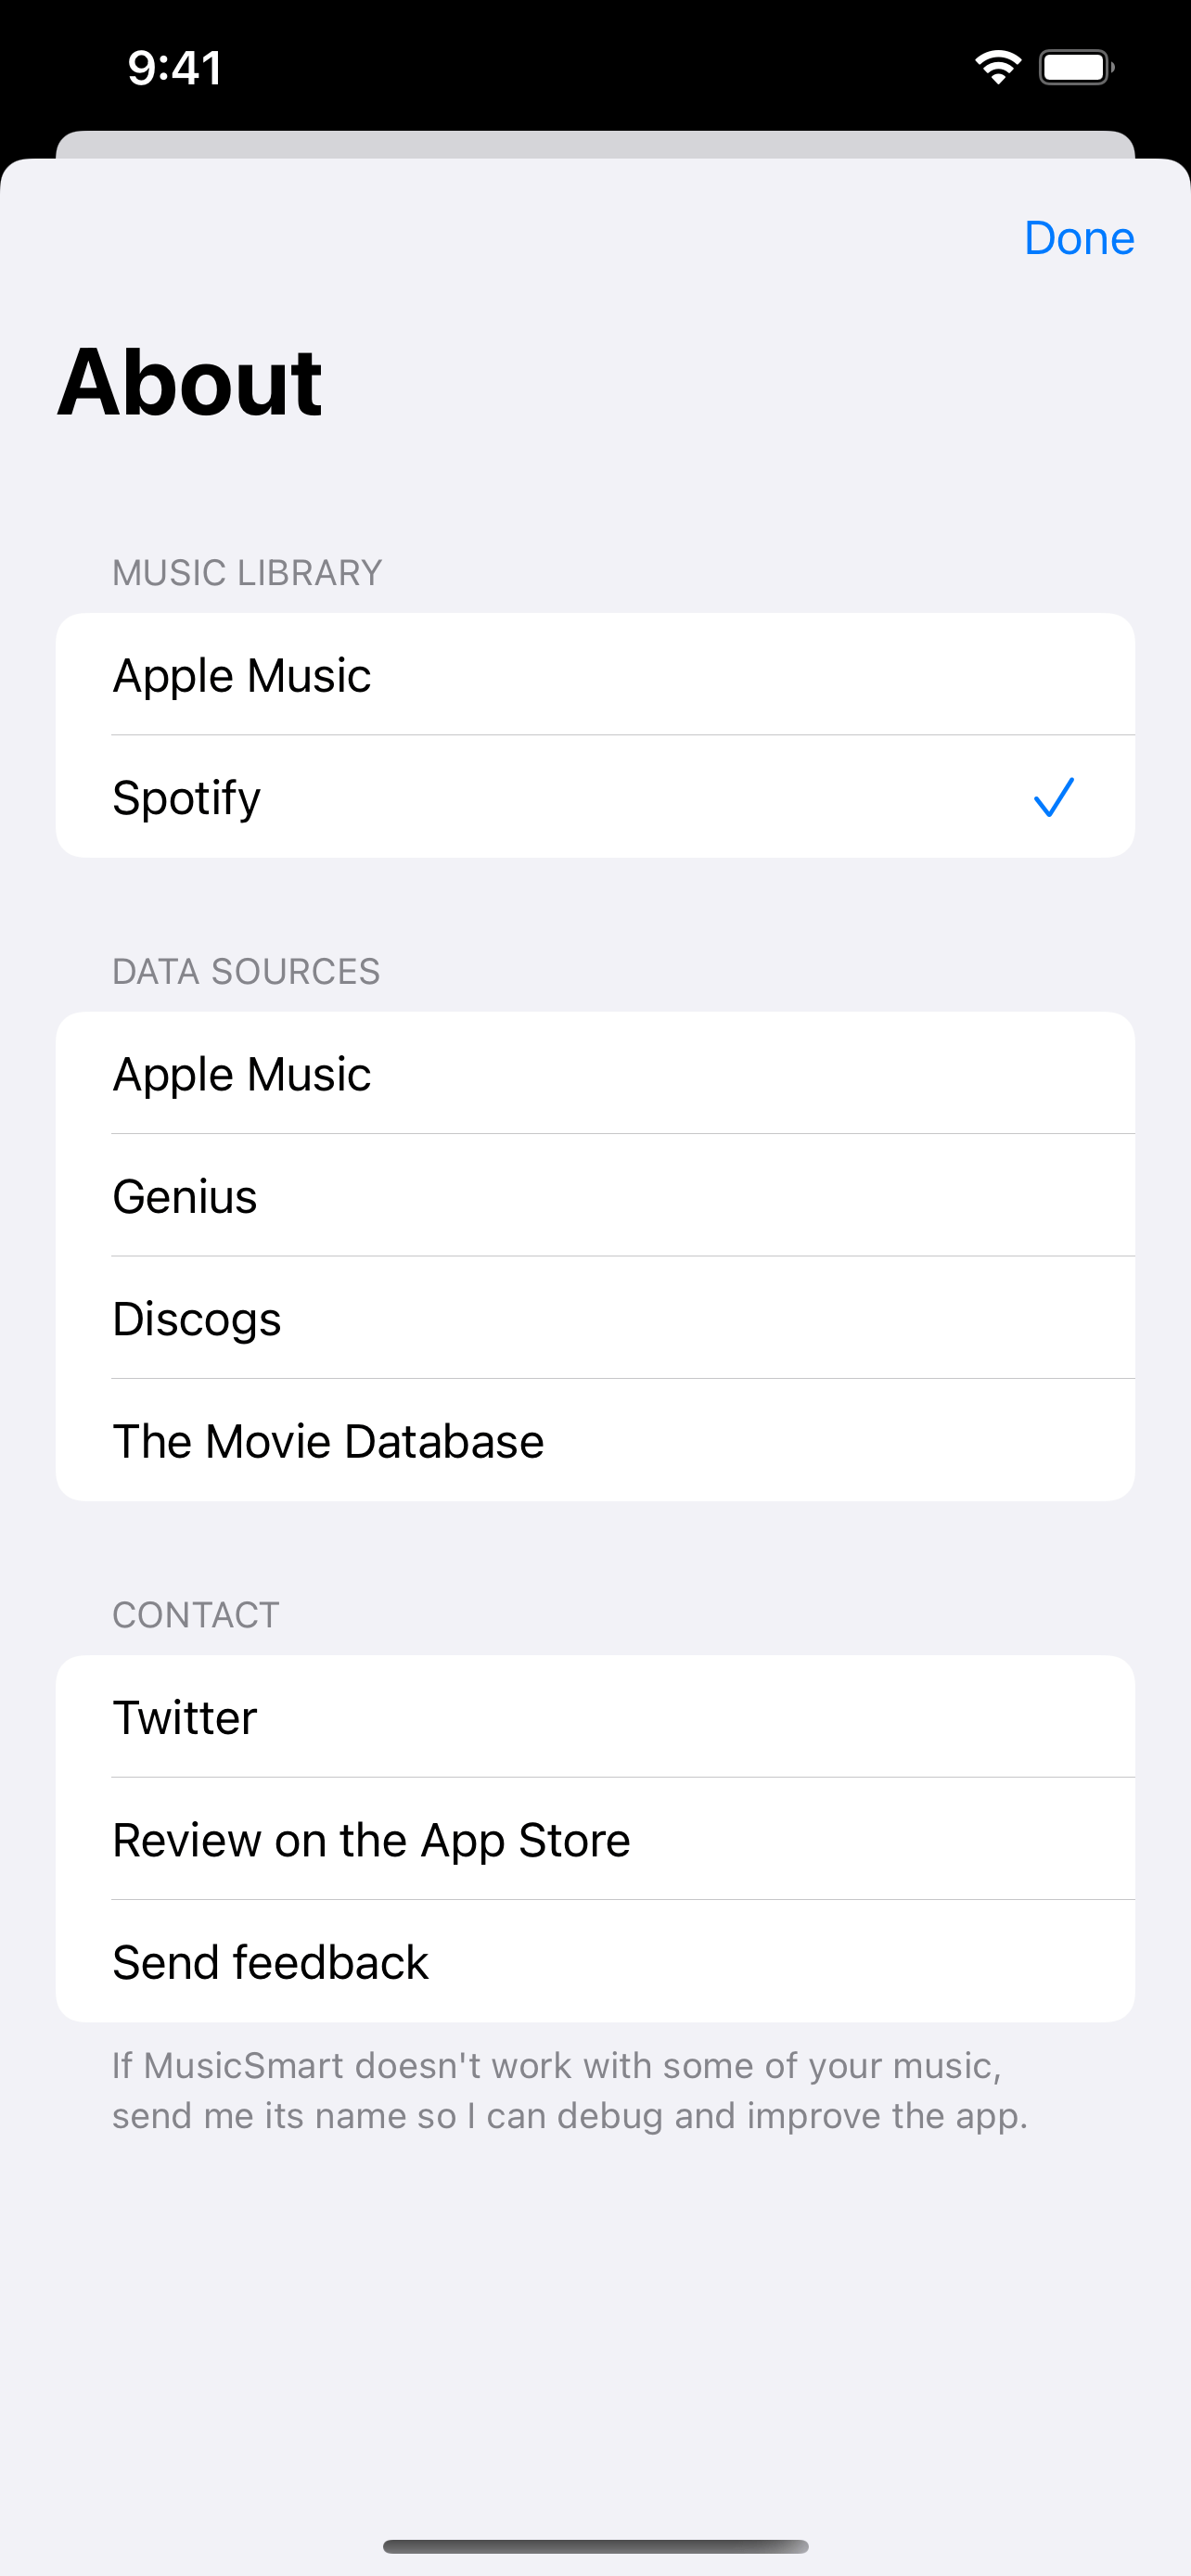 9:41
Done
About
MUSIC LIBRARY
Apple Music
Spotify
DATA SOURCES
Apple Music
Genius
Discogs
The Movie Database
CONTACT
Twitter
Review on the App Store
Send feedback
If MusicSmart doesn't work with some of your music,
send me its name so I can debug and improve the app.